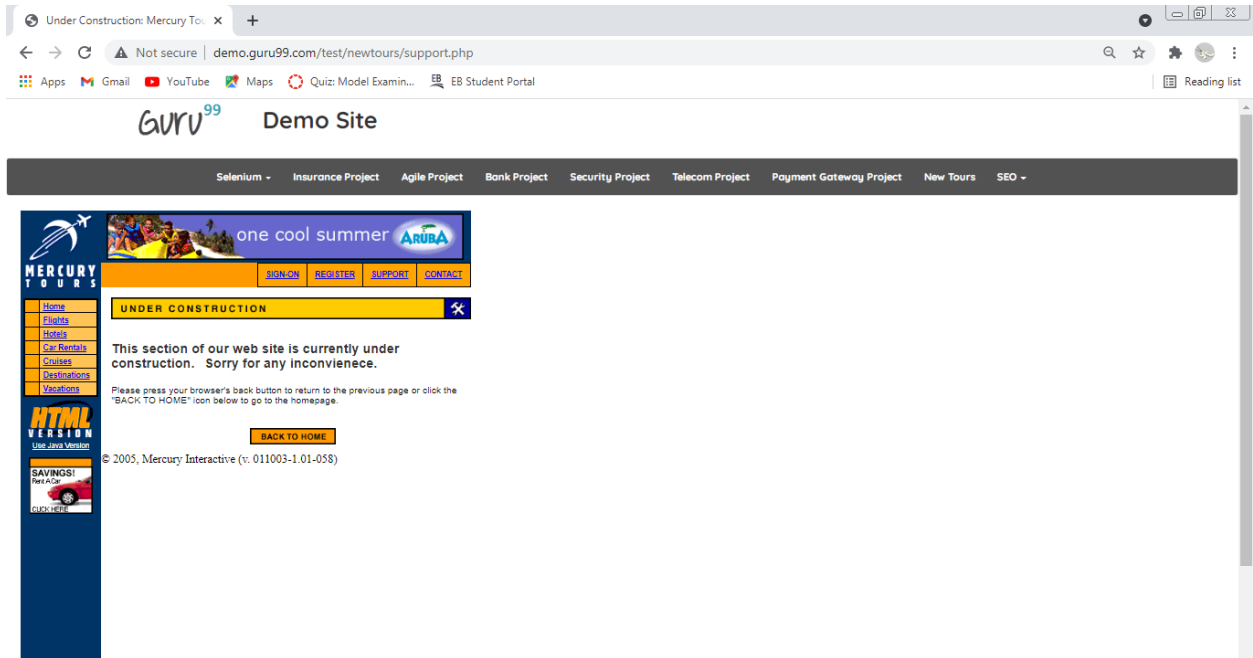 Under Construction: Mercury Tou
Not secure | demo.guru99.com/test/newtours/support.php
Apps Gmail YouTube Maps Quiz: Model Examin... EB EB Student Portal Reading list
Guru99 Demo Site
Selenium Insurance Project Agile Project Bank Project Security Project Telecom Project Payment Gateway Project New Tours SEO
one cool summer ARUBA
MERCURY
TOURS
SIGN-ON REGISTER SUPPORT CONTACT
Home
Flights
Hotels
Car Rentals
Cruises
Destinations
Vacations
HTML
VERSION
Use Java Version
SAVINGS!
Rent A Car
CLICK HERE
UNDER CONSTRUCTION
This section of our web site is currently under
construction. Sorry for any inconvienece.
Please press your browser's back button to return to the previous page or click the
"BACK TO HOME" icon below to go to the homepage.
BACK TO HOME
© 2005, Mercury Interactive (v. 011003-1.01-058)